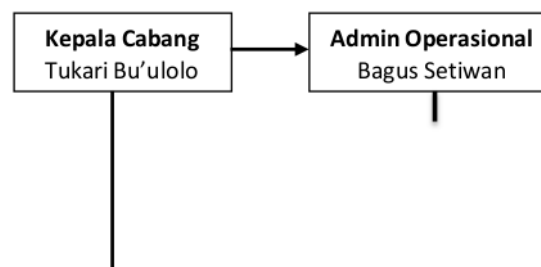 Kepala Cabang
Tukari Bu’ulolo
Admin Operasional
Bagus Setiwan